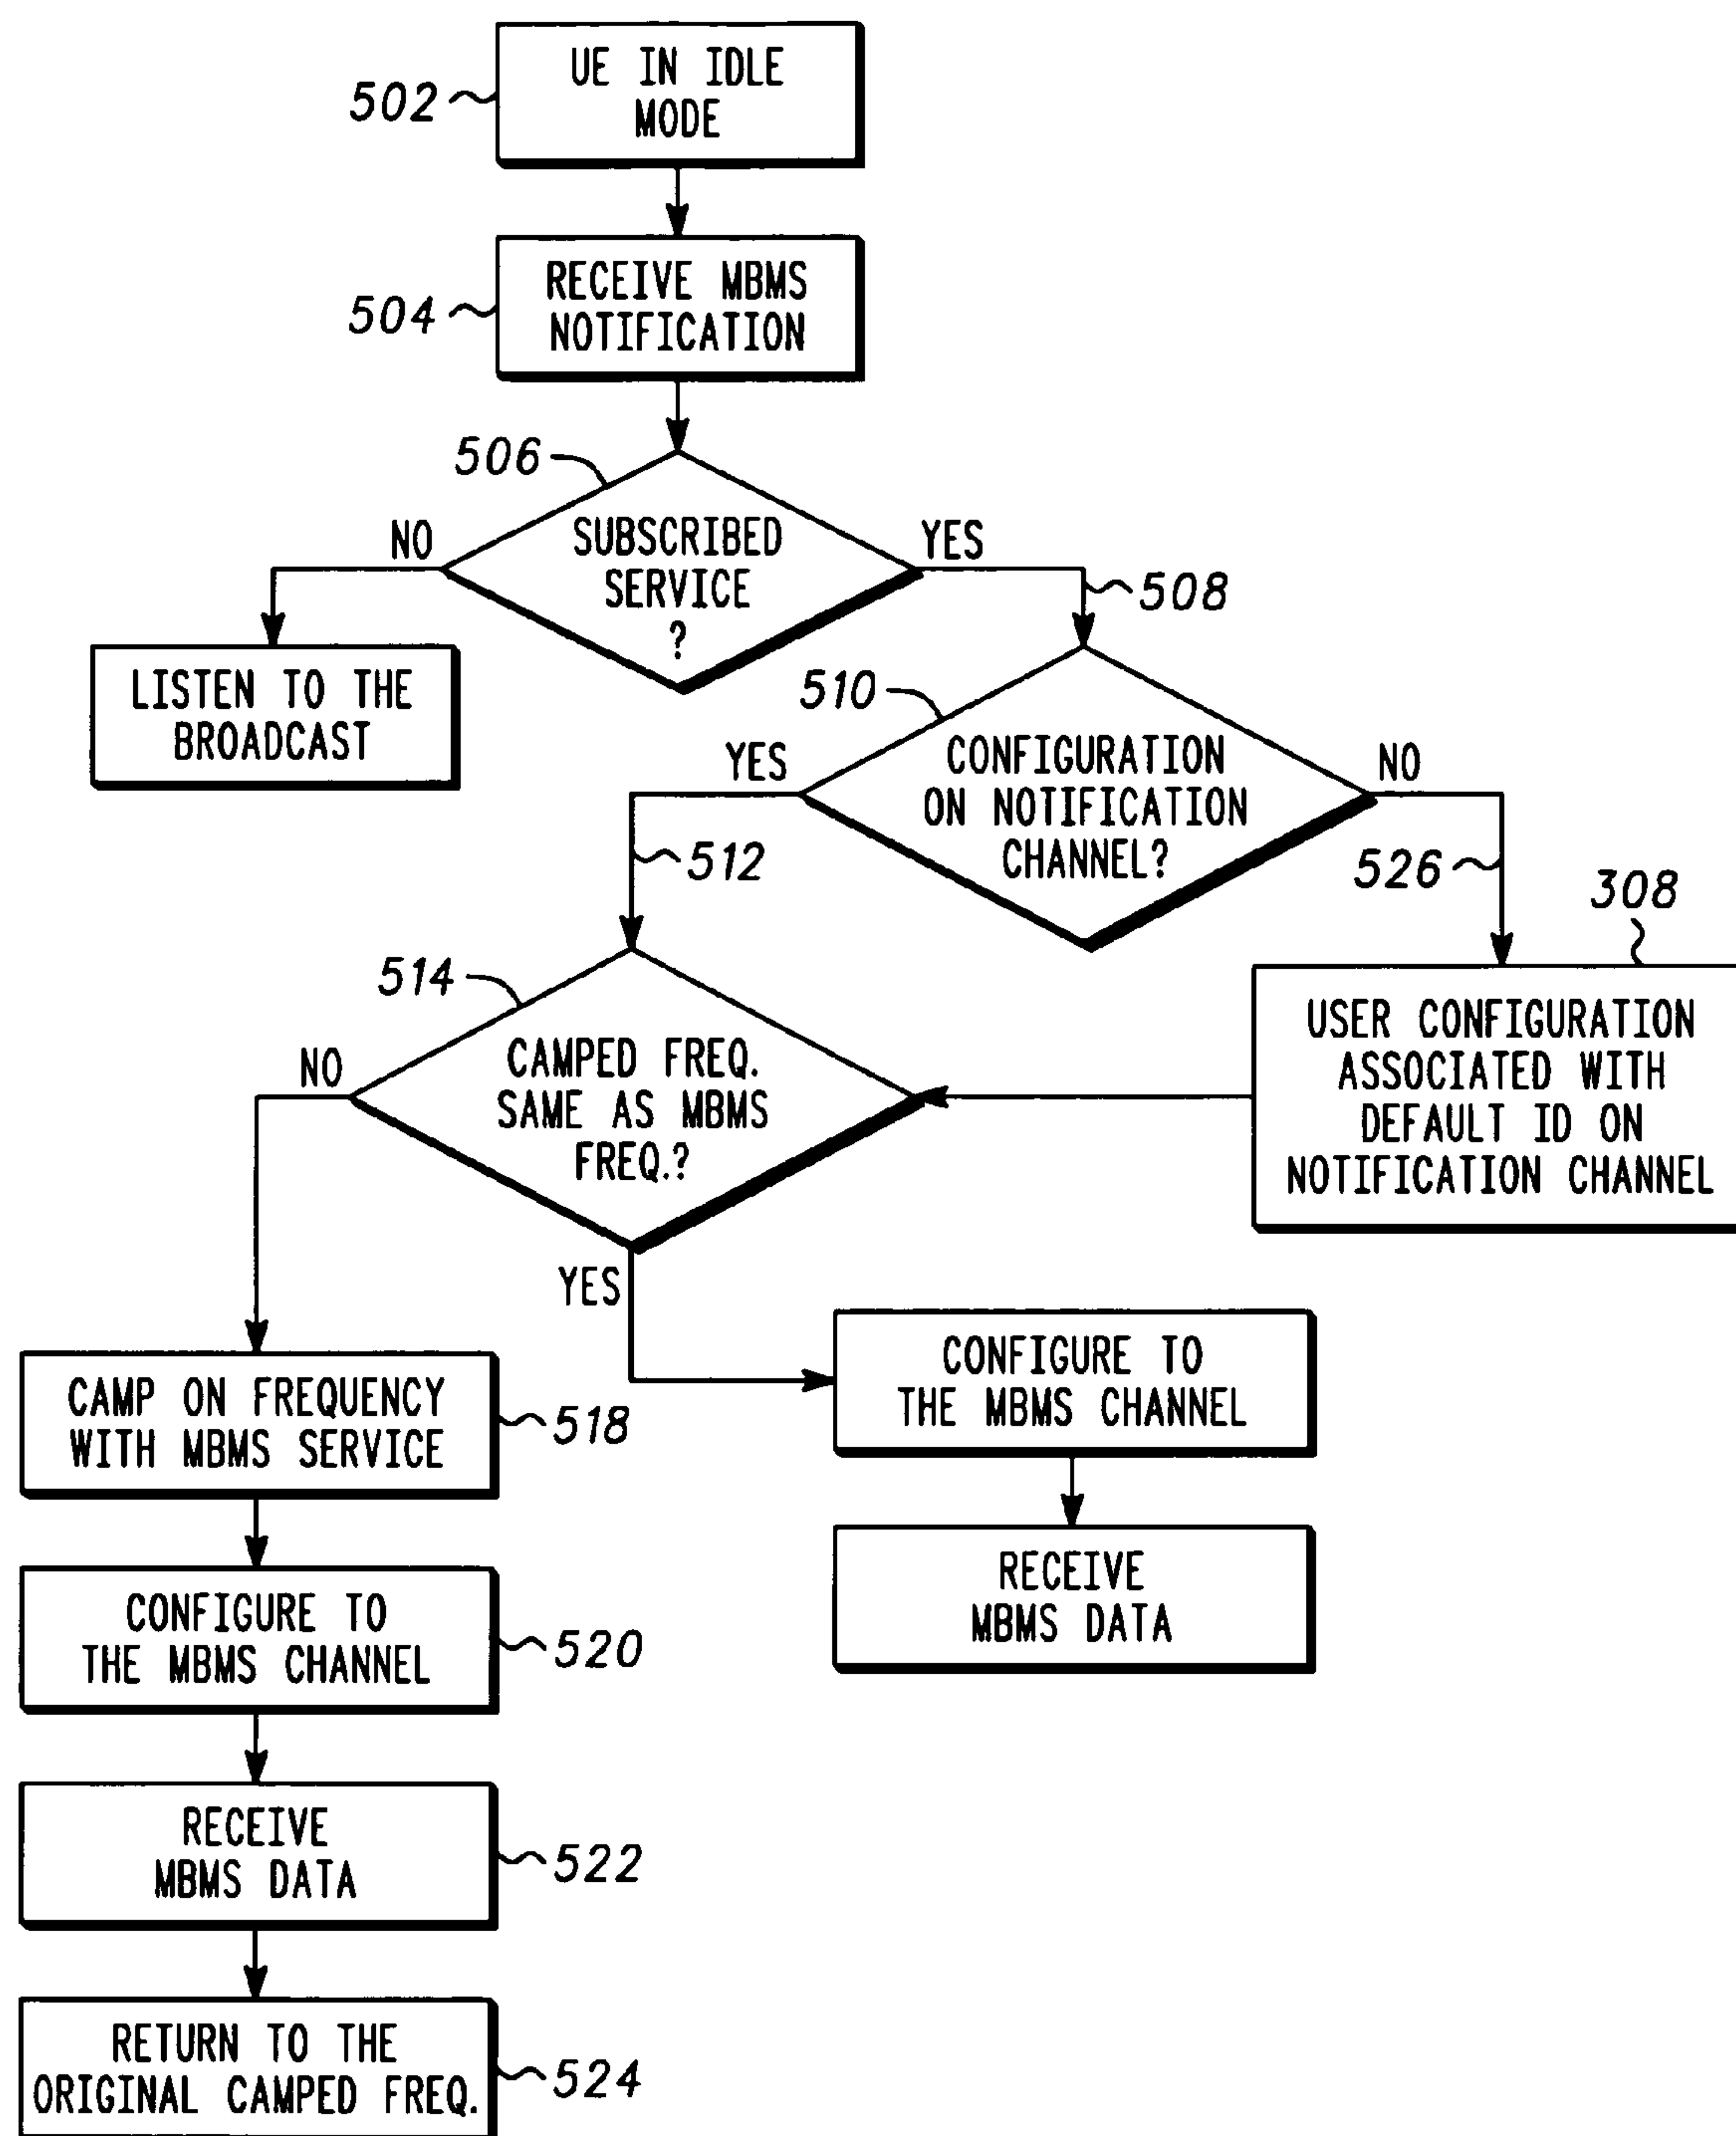 502
UE IN IDLE
MODE
504
RECEIVE MBMS
NOTIFICATION
506
NO
SUBSCRIBED
SERVICE
?
YES
508
LISTEN TO THE
BROADCAST
510
YES
CONFIGURATION
ON NOTIFICATION
CHANNEL?
NO
512
526
308
514
NO
CAMPED FREQ.
SAME AS MBMS
FREQ.?
YES
USER CONFIGURATION
ASSOCIATED WITH
DEFAULT ID ON
NOTIFICATION CHANNEL
CAMP ON FREQUENCY
WITH MBMS SERVICE
518
CONFIGURE TO
THE MBMS CHANNEL
RECEIVE
MBMS DATA
CONFIGURE TO
THE MBMS CHANNEL
520
RECEIVE
MBMS DATA
522
RETURN TO THE
ORIGINAL CAMPED FREQ.
524